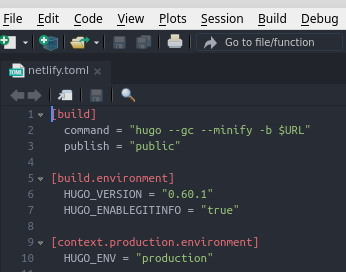 File Edit Code View Plots Session Build Debug
Go to file/function
TOML netlify.toml
1 [build]
2 command = "hugo --gc --minify -b $URL"
3 publish = "public"
4
5 [build.environment]
6 HUGO_VERSION = "0.60.1"
7 HUGO_ENABLEGITINFO = "true"
8
9 [context.production.environment]
10 HUGO_ENV = "production"